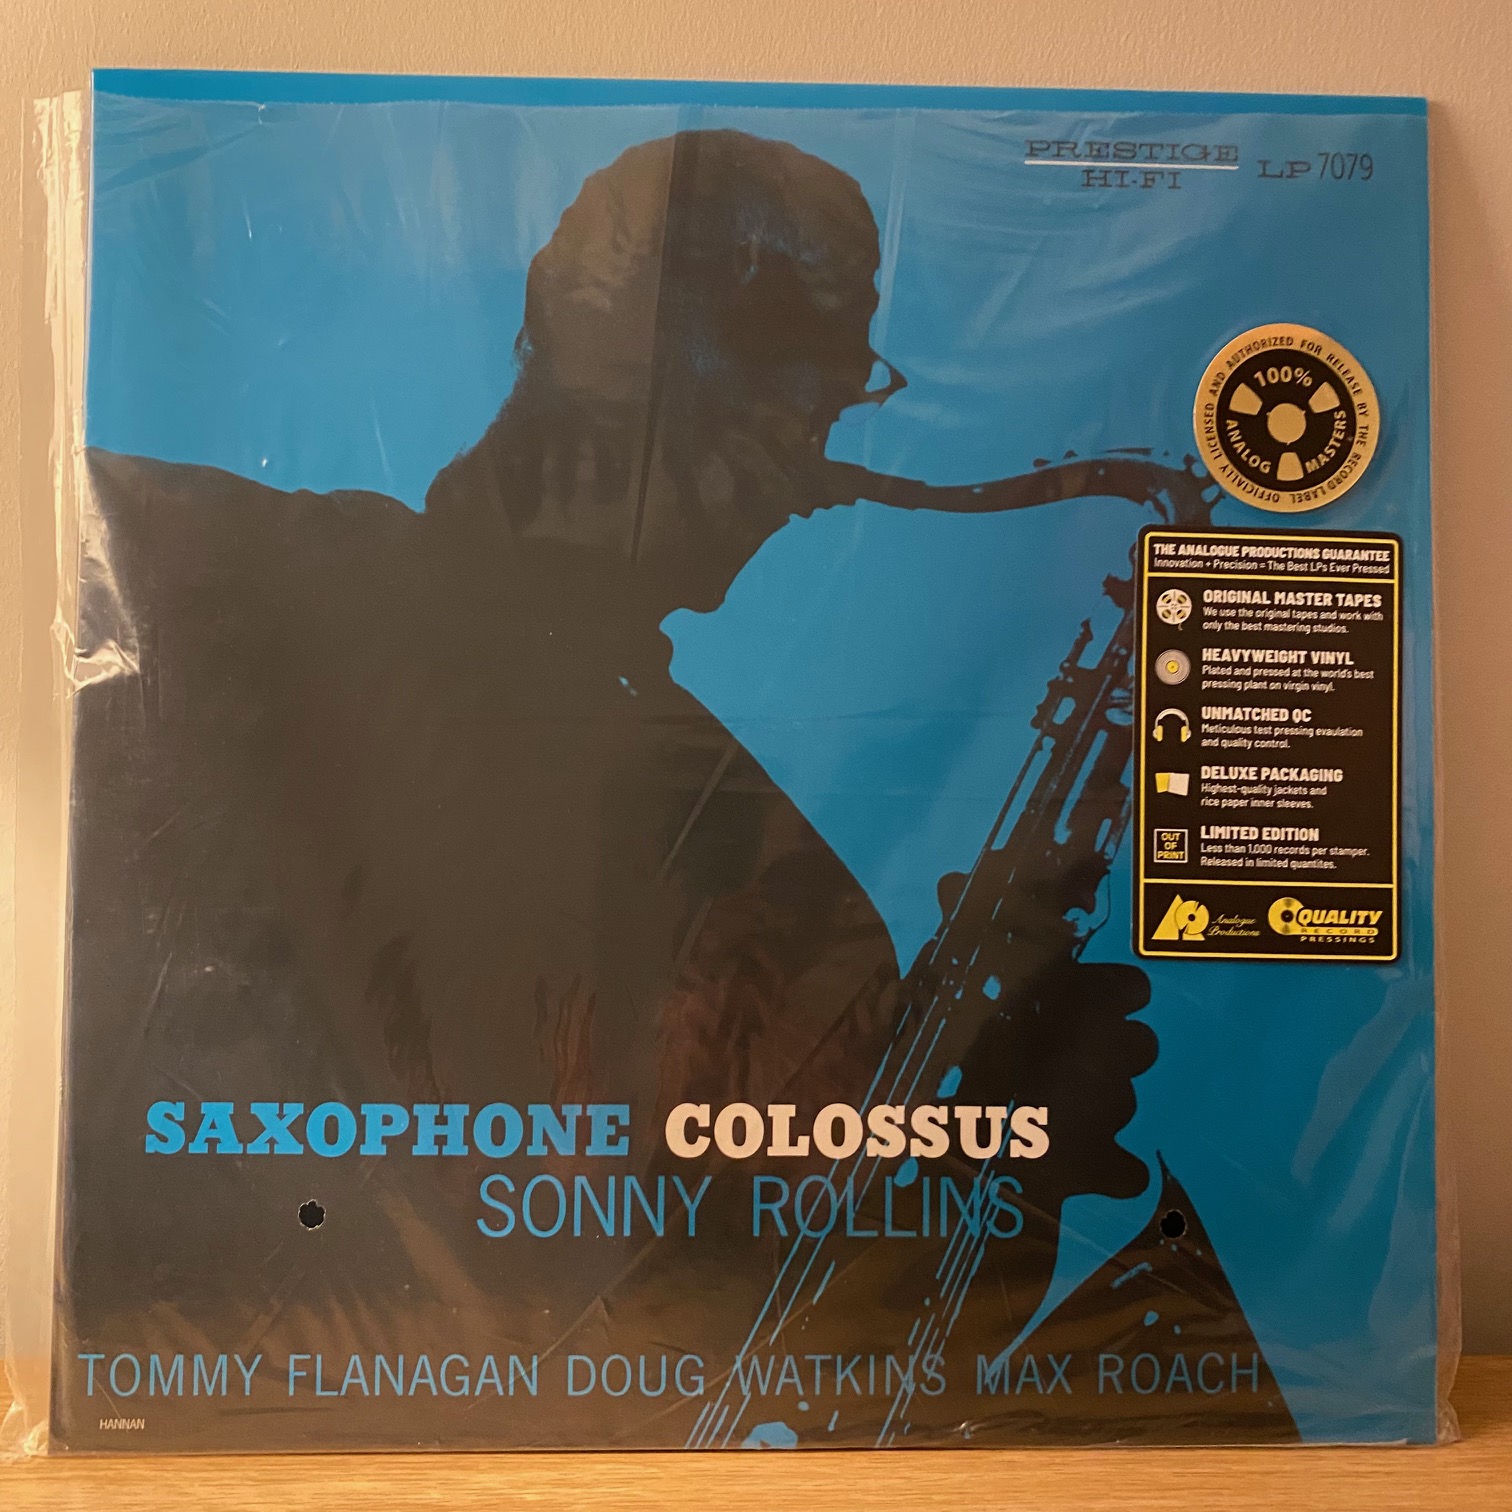 PRESTIGE
HI-FI
LP 7079
OFFICIALLY LICENSED AND AUTHORIZED FOR RELEASE BY THE RECORD LABEL
100%
ANALOG MASTERS
THE ANALOGUE PRODUCTIONS GUARANTEE
Innovation + Precision = The Best LPs Ever Pressed
ORIGINAL MASTER TAPES
We use the original tapes and work with
only the best mastering studios.
HEAVYWEIGHT VINYL
Plated and pressed at the world's best
pressing plant on virgin vinyl.
UNMATCHED QC
Meticulous test pressing evaulation
and quality control.
DELUXE PACKAGING
Highest-quality jackets and
rice paper inner sleeves.
OUT
OF
PRINT
LIMITED EDITION
Less than 1,000 records per stamper.
Released in limited quantites.
Analogue
Productions
QUALITY
RECORD
PRESSINGS
SAXOPHONE COLOSSUS
SONNY ROLLINS
TOMMY FLANAGAN DOUG WATKINS MAX ROACH
HANNAN